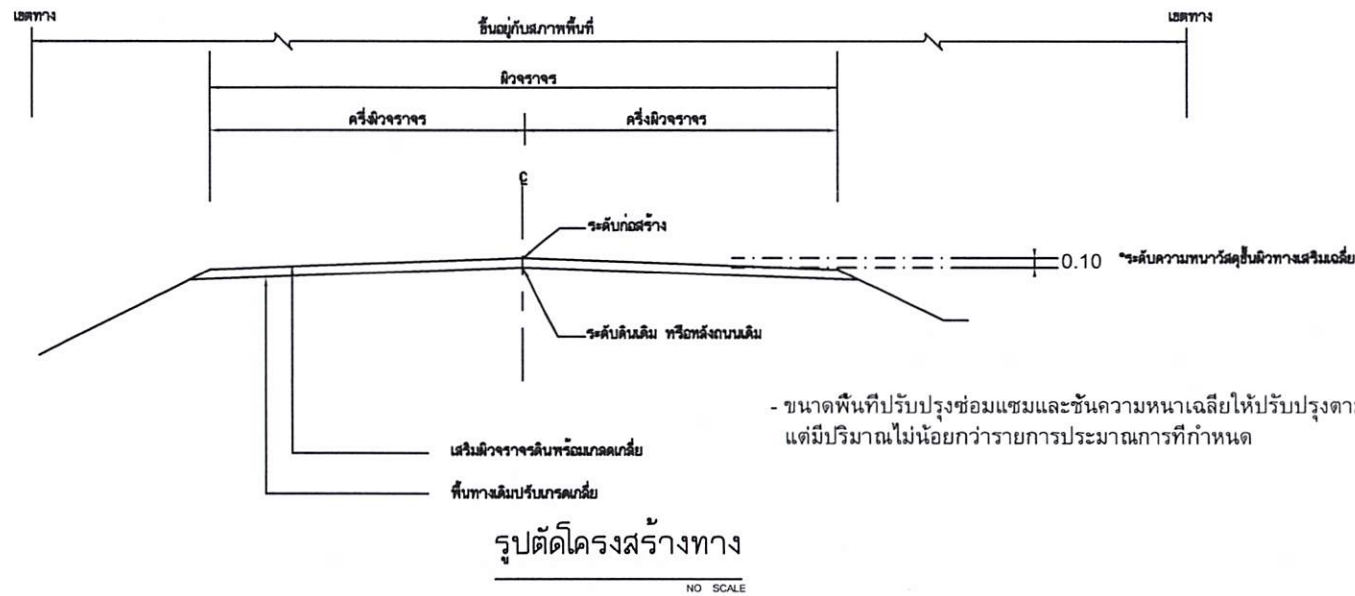 เขตทาง
เขตทาง
ขึ้นอยู่กับสภาพพื้นที่
ผิวจราจร
ครึ่งผิวจราจร
ครึ่งผิวจราจร
ระดับก่อสร้าง
0.10 *ระดับความหนาวัสดุชั้นผิวทางเสริมเฉลี่ย
ระดับดินเดิม หรือหลังถนนเดิม
- ขนาดพื้นที่ปรับปรุงซ่อมแซมและชั้นความหนาเฉลี่ยให้ปรับปรุงตาม
แต่มีปริมาณไม่น้อยกว่ารายการประมาณการที่กำหนด
เสริมผิวจราจรดินพร้อมเกลดเกลี่ย
พื้นทางเดิมปรับเกรดเกลี่ย
รูปตัดโครงสร้างทาง
NO SCALE